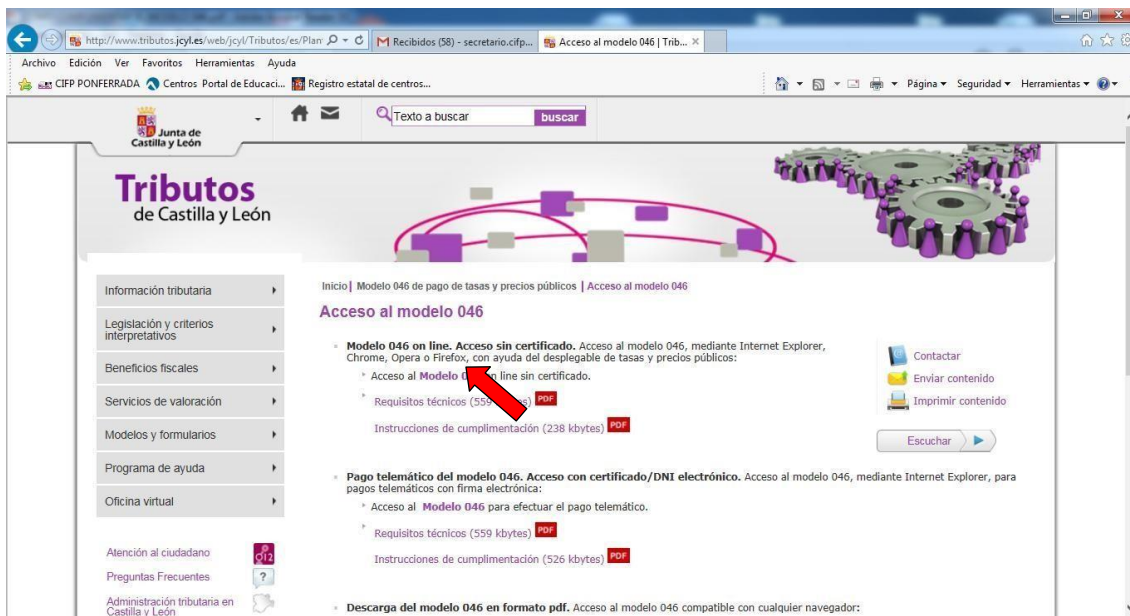 http://www.tributos.jcyl.es/web/jcyl/Tributos/es/Plan
Recibidos (58) - secretario.cifp...
Acceso al modelo 046 | Trib...
Archivo Edición Ver Favoritos Herramientas Ayuda
CIFP PONFERRADA Centros Portal de Educaci... Registro estatal de centros...
Página Seguridad Herramientas
Texto a buscar buscar
Junta de
Castilla y León
Tributos
de Castilla y León
Información tributaria
Legislación y criterios
interpretativos
Beneficios fiscales
Servicios de valoración
Modelos y formularios
Programa de ayuda
Oficina virtual
Atención al ciudadano
012
Preguntas Frecuentes
?
Administración tributaria en
Castilla y León
Inicio | Modelo 046 de pago de tasas y precios públicos | Acceso al modelo 046
Acceso al modelo 046
Modelo 046 on line. Acceso sin certificado. Acceso al modelo 046, mediante Internet Explorer,
Chrome, Opera o Firefox, con ayuda del desplegable de tasas y precios públicos:
Acceso al Modelo 0 on line sin certificado.
Requisitos técnicos (559 PDF
Instrucciones de cumplimentación (238 kbytes) PDF
Pago telemático del modelo 046. Acceso con certificado/DNI electrónico. Acceso al modelo 046, mediante Internet Explorer, para
pagos telemáticos con firma electrónica:
Acceso al Modelo 046 para efectuar el pago telemático.
Requisitos técnicos (559 kbytes) PDF
Instrucciones de cumplimentación (526 kbytes) PDF
Descarga del modelo 046 en formato pdf. Acceso al modelo 046 compatible con cualquier navegador:
Contactar
Enviar contenido
Imprimir contenido
Escuchar